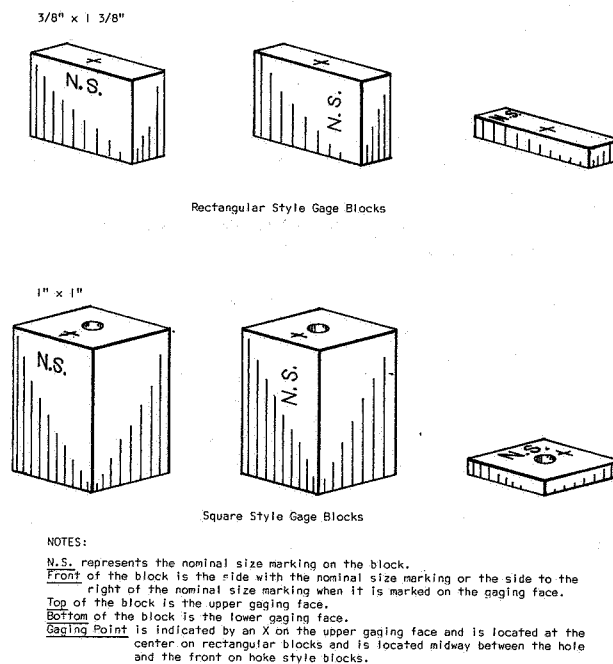 3/8" x 1 3/8"
N.S.
N.S.
N.S.
Rectangular Style Gage Blocks
1" x 1"
N.S.
N.S.
N.S.
Square Style Gage Blocks
NOTES:
N.S. represents the nominal size marking on the block.
Front of the block is the side with the nominal size marking or the side to the
right of the nominal size marking when it is marked on the gaging face.
Top of the block is the upper gaging face.
Bottom of the block is the lower gaging face.
Gaging Point is indicated by an X on the upper gaging face and is located at the
center on rectangular blocks and is located midway between the hole
and the front on hoke style blocks.